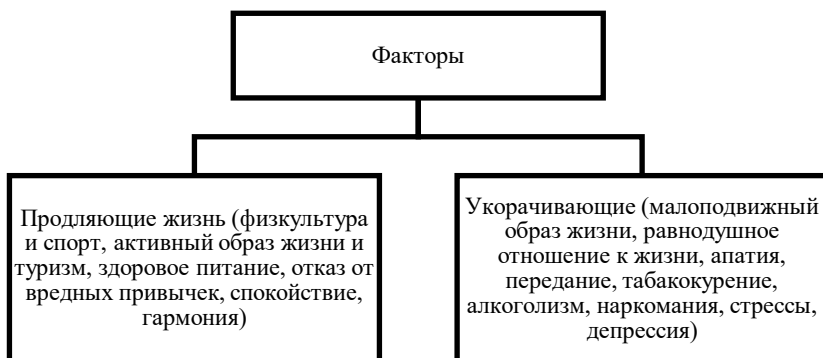 Факторы
Продляющие жизнь (физкультура
и спорт, активный образ жизни и
туризм, здоровое питание, отказ от
вредных привычек, спокойствие,
гармония)
Укорачивающие (малоподвижный
образ жизни, равнодушное
отношение к жизни, апатия,
передание, табакокурение,
алкоголизм, наркомания, стрессы,
депрессия)